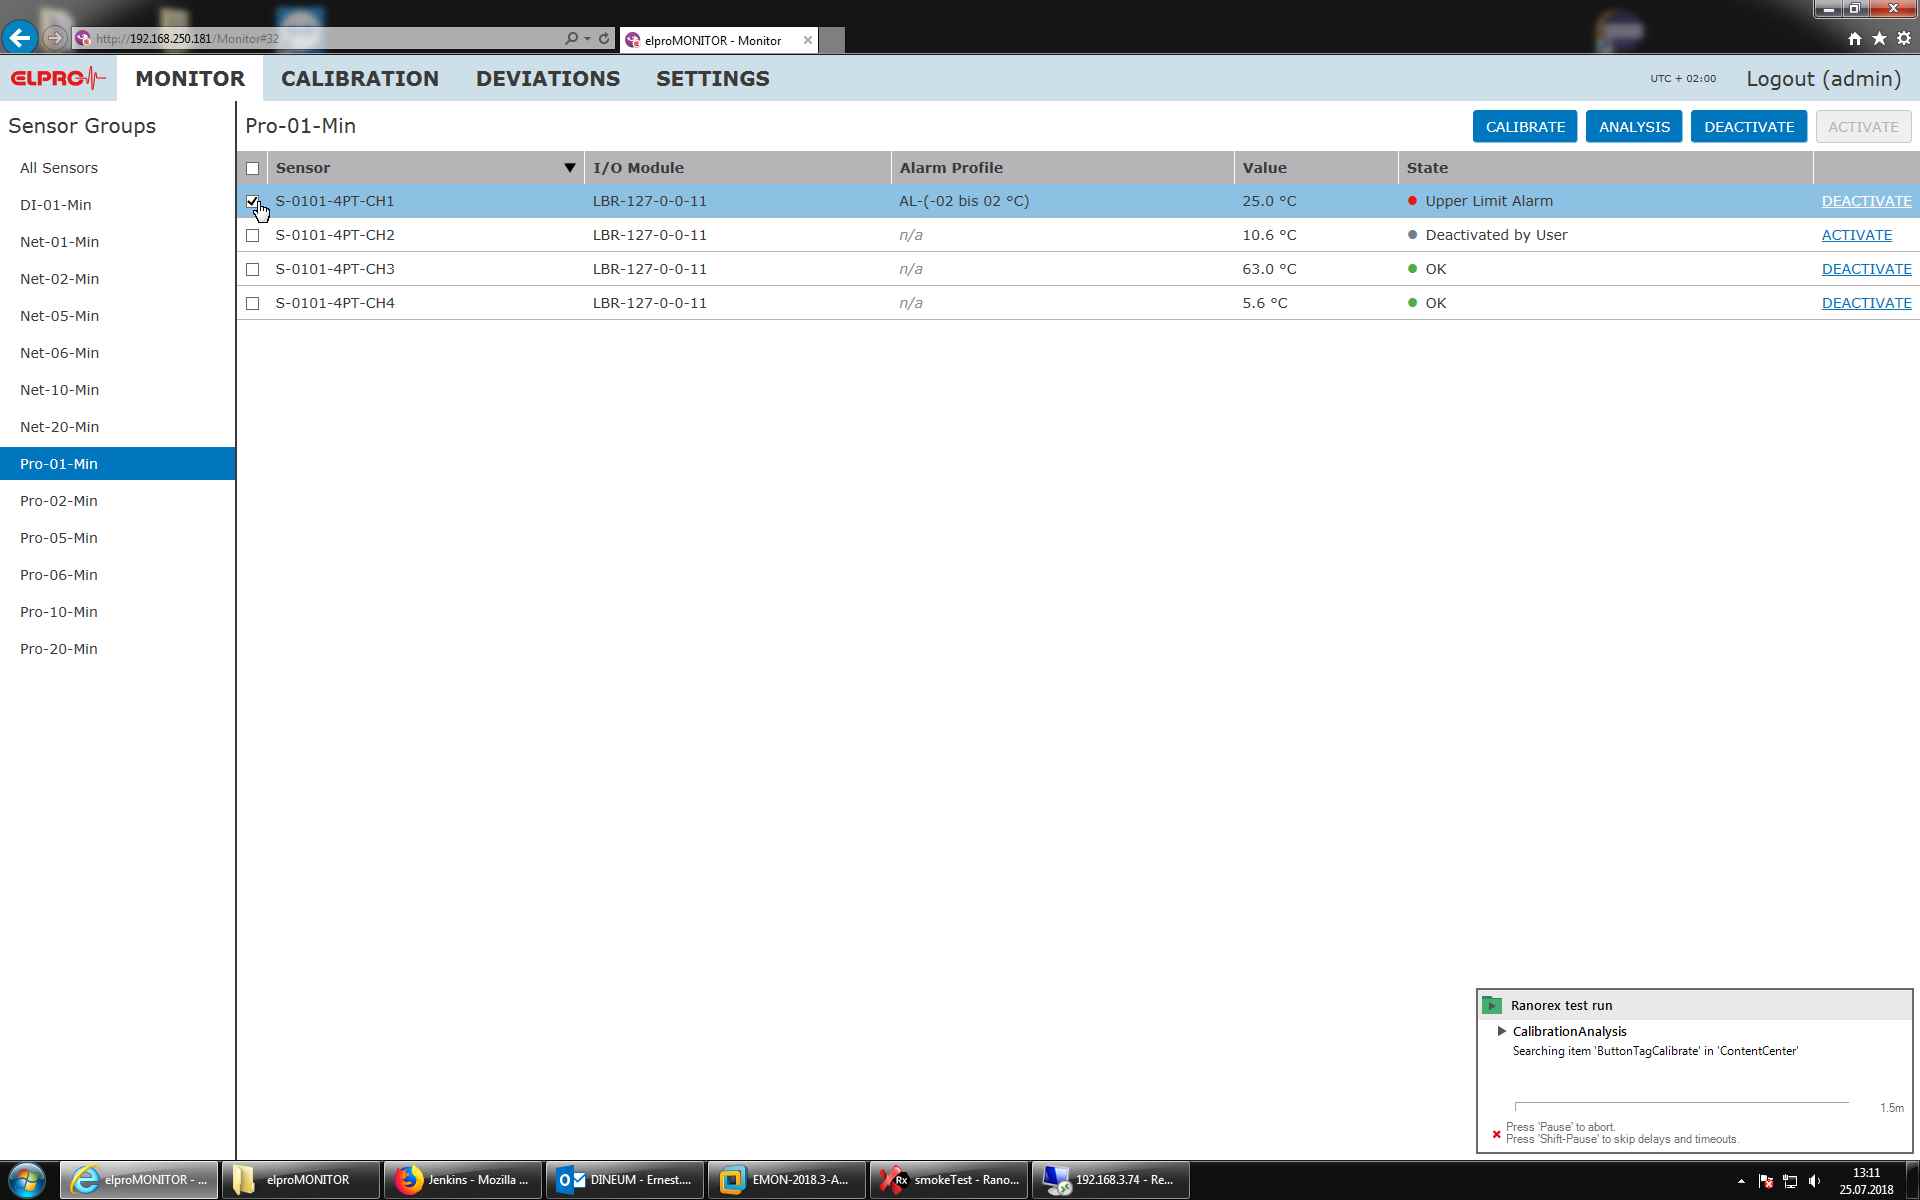 http://192.168.250.181/Monitor#32
elproMONITOR - Monitor
ELPRO MONITOR CALIBRATION DEVIATIONS SETTINGS UTC + 02:00 Logout (admin)
Sensor Groups
All Sensors
DI-01-Min
Net-01-Min
Net-02-Min
Net-05-Min
Net-06-Min
Net-10-Min
Net-20-Min
Pro-01-Min
Pro-02-Min
Pro-05-Min
Pro-06-Min
Pro-10-Min
Pro-20-Min
Pro-01-Min CALIBRATE ANALYSIS DEACTIVATE ACTIVATE
Sensor I/O Module Alarm Profile Value State
S-0101-4PT-CH1 LBR-127-0-0-11 AL-(-02 bis 02 °C) 25.0 °C Upper Limit Alarm DEACTIVATE
S-0101-4PT-CH2 LBR-127-0-0-11 n/a 10.6 °C Deactivated by User ACTIVATE
S-0101-4PT-CH3 LBR-127-0-0-11 n/a 63.0 °C OK DEACTIVATE
S-0101-4PT-CH4 LBR-127-0-0-11 n/a 5.6 °C OK DEACTIVATE
Ranorex test run
CalibrationAnalysis
Searching item 'ButtonTagCalibrate' in 'ContentCenter'
1.5m
Press 'Pause' to abort.
Press 'Shift-Pause' to skip delays and timeouts.
elproMONITOR - ... elproMONITOR Jenkins - Mozilla ... DINEUM - Ernest.... EMON-2018.3-A... Rx smokeTest - Rano... 192.168.3.74 - Re...
13:11
25.07.2018